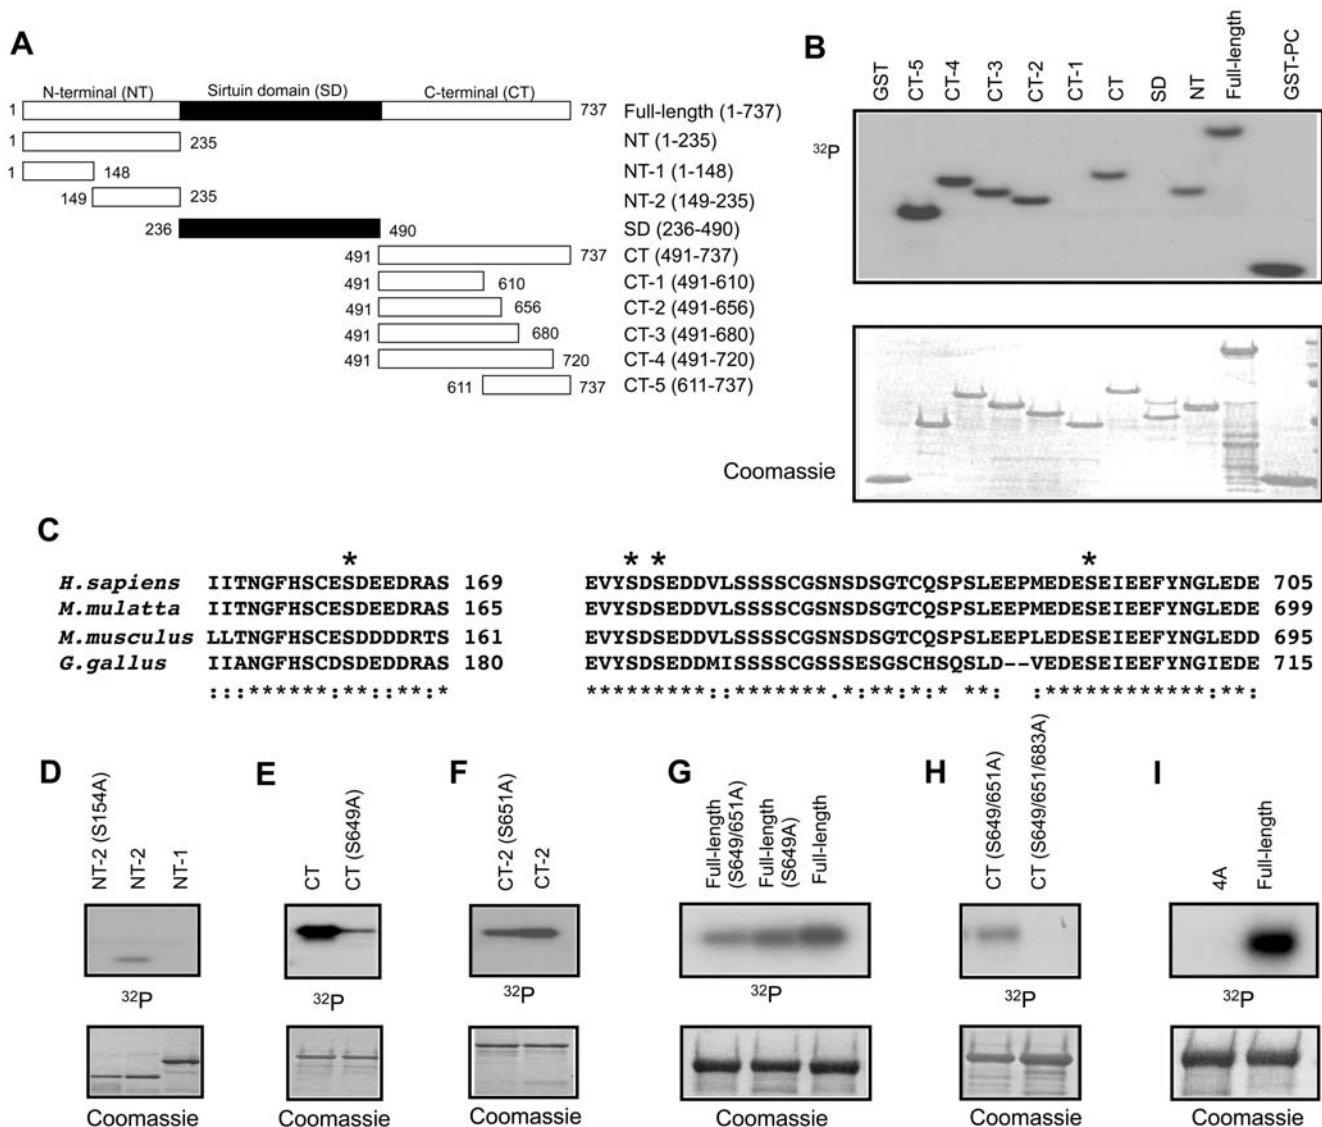 A
N-terminal (NT) Sirtuin domain (SD) C-terminal (CT)
1 737 Full-length (1-737)
1 235 NT (1-235)
1 148 NT-1 (1-148)
149 235 NT-2 (149-235)
236 490 SD (236-490)
491 737 CT (491-737)
491 610 CT-1 (491-610)
491 656 CT-2 (491-656)
491 680 CT-3 (491-680)
491 720 CT-4 (491-720)
611 737 CT-5 (611-737)
B
GST CT-5 CT-4 CT-3 CT-2 CT-1 CT SD NT Full-length GST-PC
32P
Coomassie
C
* * * *
H.sapiens IITNGFHSCESDEEDRAS 169 EVYSDSEDDVLSSSSCGSNSDSGTCQSPSLEEPMEDESEIEEFYNGLEDE 705
M.mulatta IITNGFHSCESDEEDRAS 165 EVYSDSEDDVLSSSSCGSNSDSGTCQSPSLEEPMEDESEIEEFYNGLEDE 699
M.musculus LLTNGFHSCESDDDDRTS 161 EVYSDSEDDVLSSSSCGSNSDSGTCQSPSLEEPLEDESEIEEFYNGLEDD 695
G.gallus IIANGFHSCDSDEDDRAS 180 EVYSDSEDDMISSSSCGSSSESGSCHSQSLD--VEDESEIEEFYNGIEDE 715
:::******:**::**:* *********::*******.*:**:*:* **: :************:**:
D
NT-2 (S154A) NT-2 NT-1
32P
Coomassie
E
CT CT (S649A)
32P
Coomassie
F
CT-2 (S651A) CT-2
32P
Coomassie
G
Full-length (S649/651A) Full-length (S649A) Full-length
32P
Coomassie
H
CT (S649/651A) CT (S649/651/683A)
32P
Coomassie
I
4A Full-length
32P
Coomassie